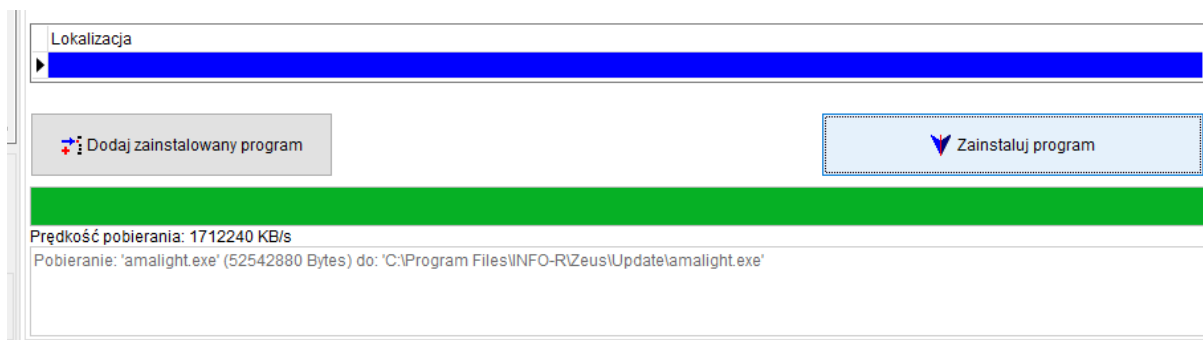 Lokalizacja
Dodaj zainstalowany program
Zainstaluj program
Prędkość pobierania: 1712240 KB/s
Pobieranie: 'amalight.exe' (52542880 Bytes) do: 'C:\Program Files\INFO-R\Zeus\Update\amalight.exe'